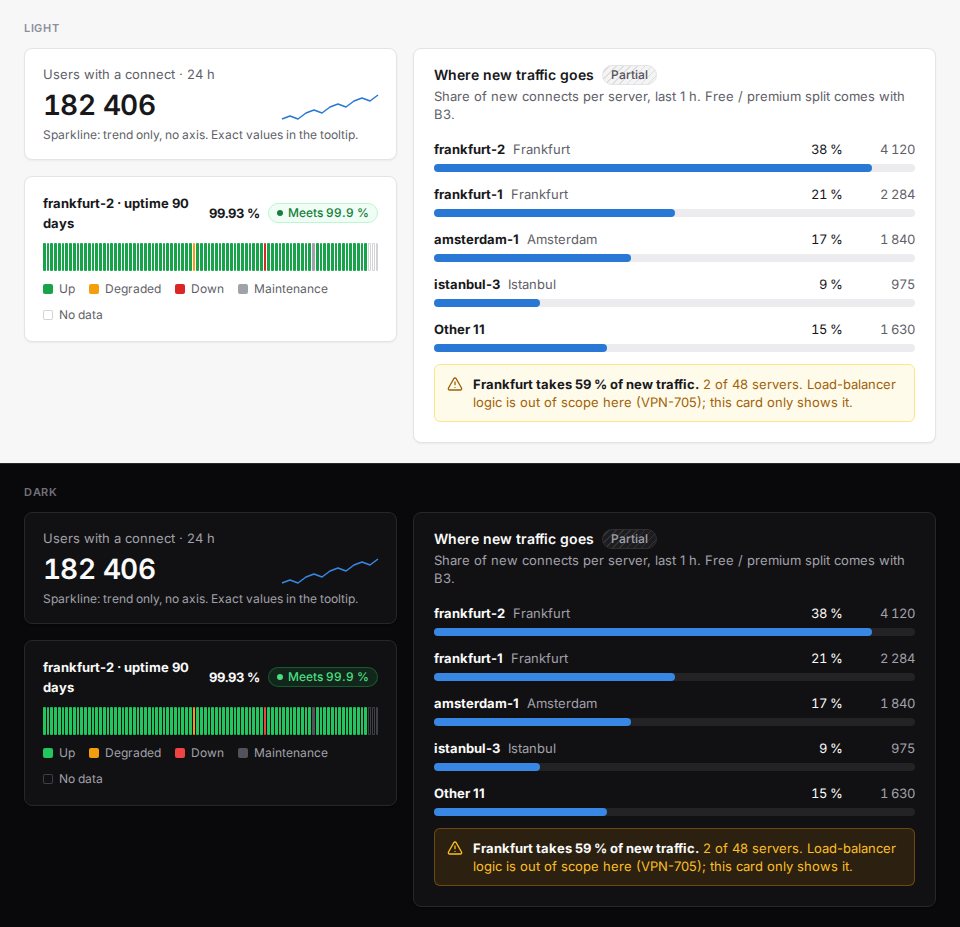 LIGHT
Users with a connect · 24 h
182 406
Sparkline: trend only, no axis. Exact values in the tooltip.
frankfurt-2 · uptime 90
days
99.93 %
Meets 99.9 %
Up
Degraded
Down
Maintenance
No data
Where new traffic goes
Partial
Share of new connects per server, last 1 h. Free / premium split comes with
B3.
frankfurt-2 Frankfurt 38 % 4 120
frankfurt-1 Frankfurt 21 % 2 284
amsterdam-1 Amsterdam 17 % 1 840
istanbul-3 Istanbul 9 % 975
Other 11 15 % 1 630
Frankfurt takes 59 % of new traffic. 2 of 48 servers. Load-balancer
logic is out of scope here (VPN-705); this card only shows it.
DARK
Users with a connect · 24 h
182 406
Sparkline: trend only, no axis. Exact values in the tooltip.
frankfurt-2 · uptime 90
days
99.93 %
Meets 99.9 %
Up
Degraded
Down
Maintenance
No data
Where new traffic goes
Partial
Share of new connects per server, last 1 h. Free / premium split comes with
B3.
frankfurt-2 Frankfurt 38 % 4 120
frankfurt-1 Frankfurt 21 % 2 284
amsterdam-1 Amsterdam 17 % 1 840
istanbul-3 Istanbul 9 % 975
Other 11 15 % 1 630
Frankfurt takes 59 % of new traffic. 2 of 48 servers. Load-balancer
logic is out of scope here (VPN-705); this card only shows it.